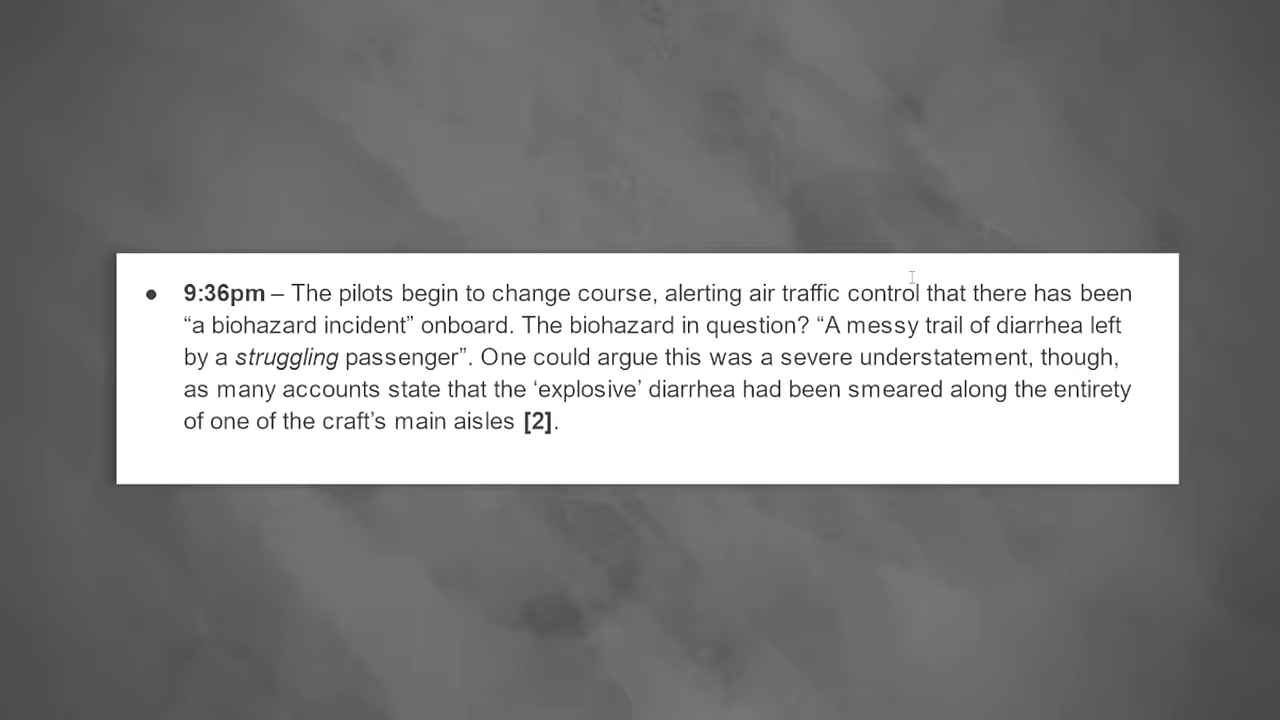 ● 9:36pm – The pilots begin to change course, alerting air traffic control that there has been
“a biohazard incident” onboard. The biohazard in question? “A messy trail of diarrhea left
by a struggling passenger”. One could argue this was a severe understatement, though,
as many accounts state that the ‘explosive’ diarrhea had been smeared along the entirety
of one of the craft’s main aisles [2].